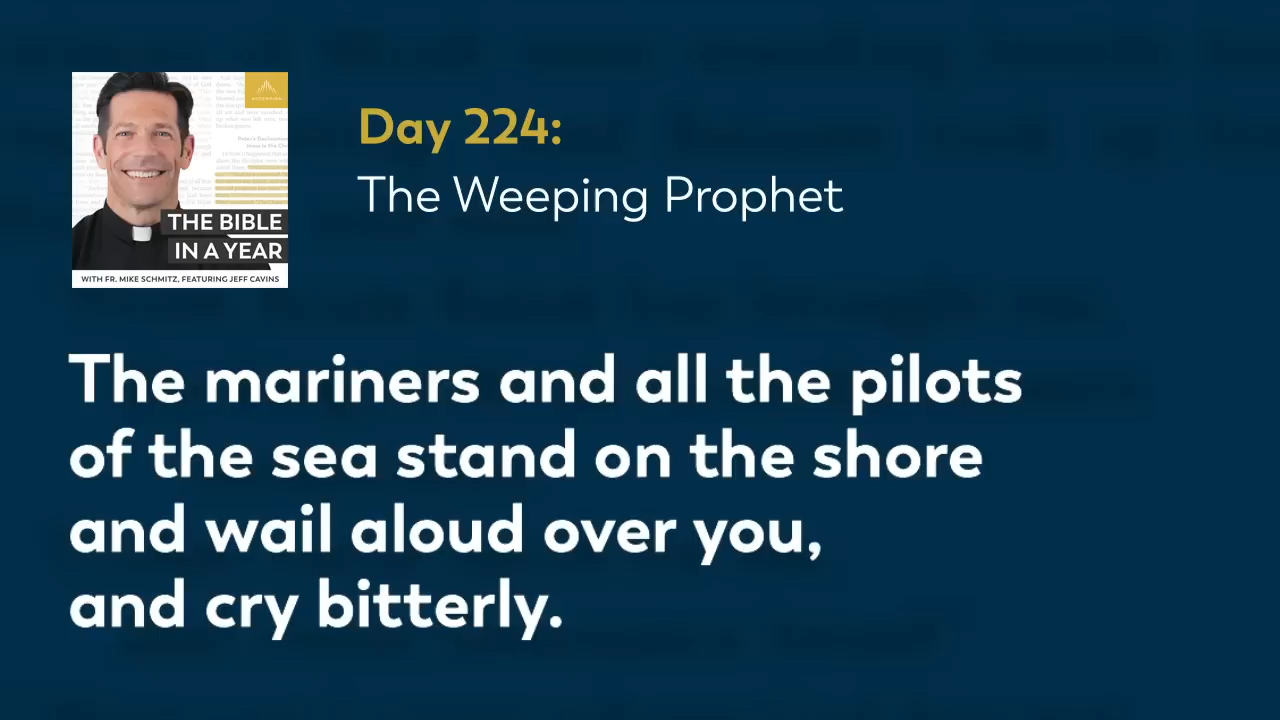 Day 224:
The Weeping Prophet
THE BIBLE
IN A YEAR
WITH FR. MIKE SCHMITZ, FEATURING JEFF CAVINS
The mariners and all the pilots
of the sea stand on the shore
and wail aloud over you,
and cry bitterly.